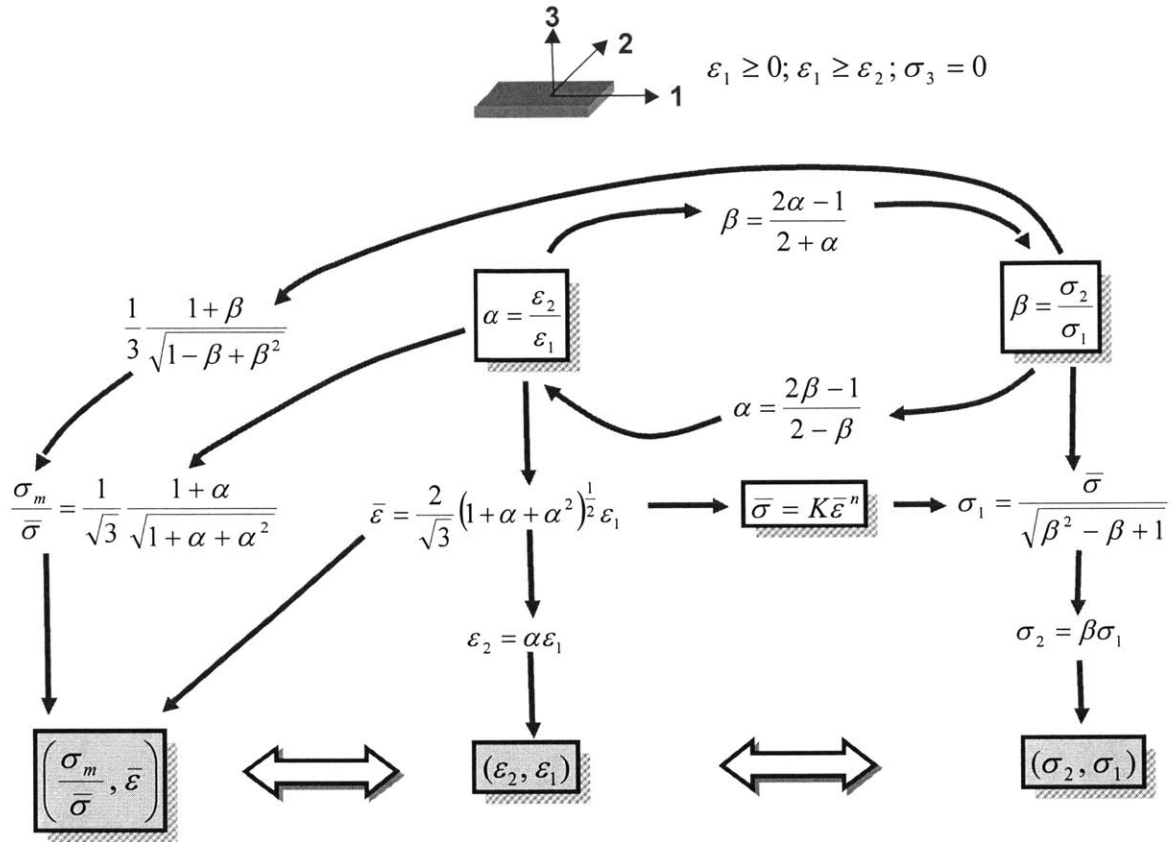 3
2
1
ε₁ ≥ 0; ε₁ ≥ ε₂; σ₃ = 0
β = (2α − 1)/(2 + α)
(1/3) (1 + β)/√(1 − β + β²)
α = ε₂/ε₁
β = σ₂/σ₁
α = (2β − 1)/(2 − β)
σₘ/σ̅ = (1/√3) (1 + α)/√(1 + α + α²)
ε̅ = (2/√3) (1 + α + α²)^(1/2) ε₁
σ̅ = Kε̅ⁿ
σ₁ = σ̅/√(β² − β + 1)
ε₂ = αε₁
σ₂ = βσ₁
(σₘ/σ̅, ε̅)
(ε₂, ε₁)
(σ₂, σ₁)